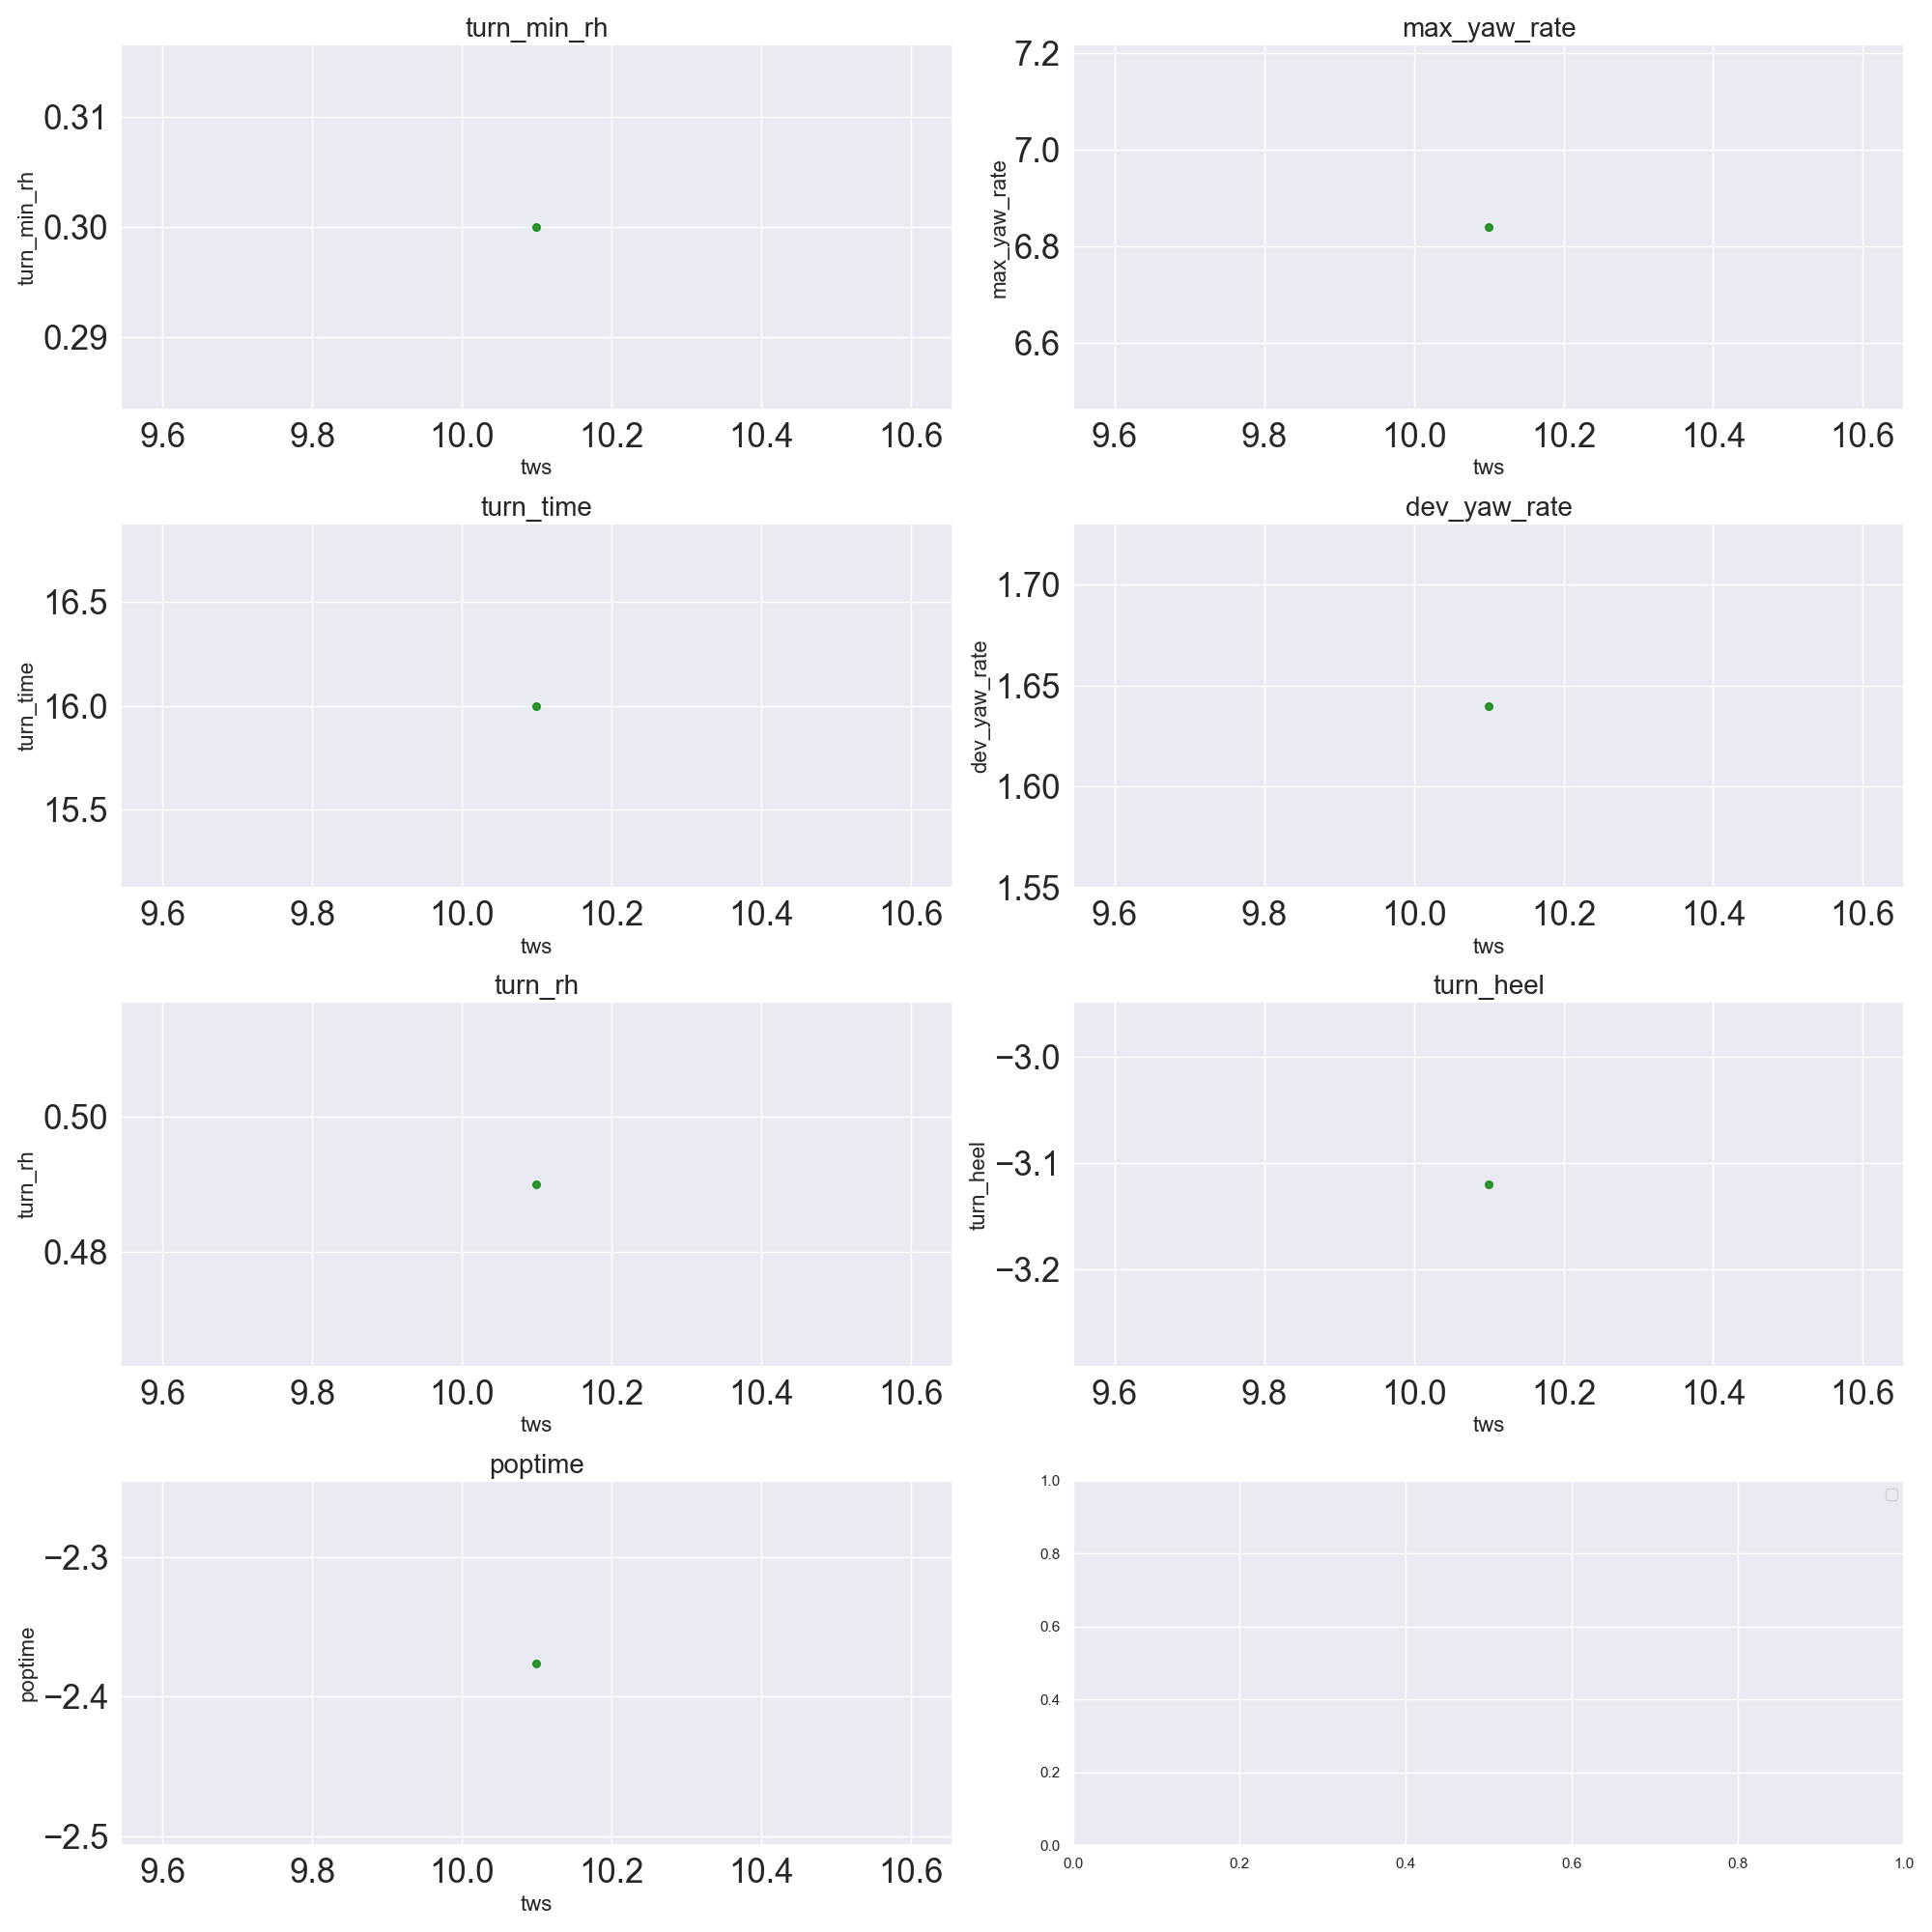 turn_min_rh
turn_min_rh
0.31
0.30
0.29
9.6 9.8 10.0 10.2 10.4 10.6
tws
max_yaw_rate
max_yaw_rate
7.2
7.0
6.8
6.6
9.6 9.8 10.0 10.2 10.4 10.6
tws
turn_time
turn_time
16.5
16.0
15.5
9.6 9.8 10.0 10.2 10.4 10.6
tws
dev_yaw_rate
dev_yaw_rate
1.70
1.65
1.60
1.55
9.6 9.8 10.0 10.2 10.4 10.6
tws
turn_rh
turn_rh
0.50
0.48
9.6 9.8 10.0 10.2 10.4 10.6
tws
turn_heel
turn_heel
−3.0
−3.1
−3.2
9.6 9.8 10.0 10.2 10.4 10.6
tws
poptime
poptime
−2.3
−2.4
−2.5
9.6 9.8 10.0 10.2 10.4 10.6
tws
1.0
0.8
0.6
0.4
0.2
0.0
0.0 0.2 0.4 0.6 0.8 1.0